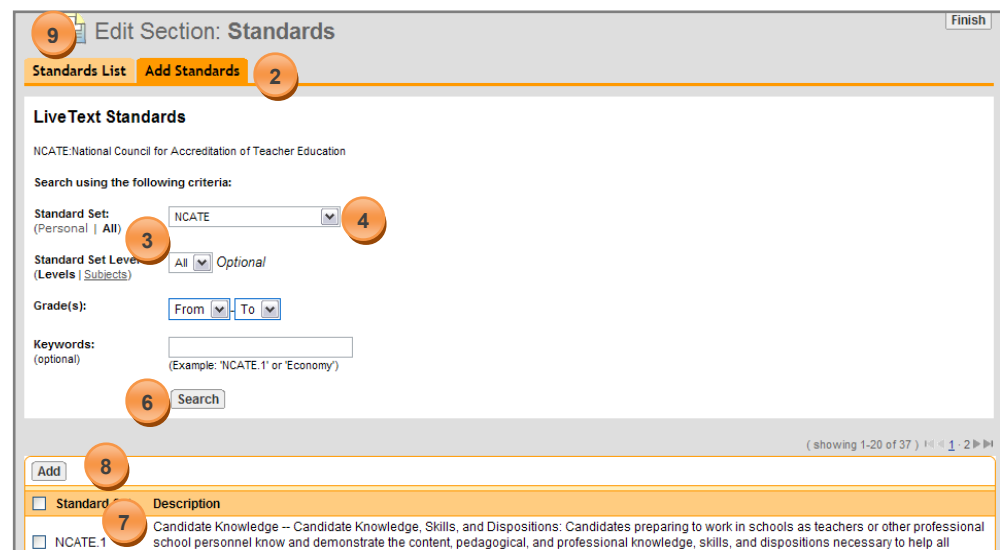 9 Edit Section: Standards Finish
Standards List Add Standards 2
LiveText Standards
NCATE:National Council for Accreditation of Teacher Education
Search using the following criteria:
Standard Set: NCATE 4
(Personal | All) 3
Standard Set Leve All Optional
(Levels | Subjects)
Grade(s): From - To
Keywords:
(optional)
(Example: 'NCATE.1' or 'Economy')
6 Search
( showing 1-20 of 37 ) 1 · 2
Add 8
Standard Description
7
Candidate Knowledge -- Candidate Knowledge, Skills, and Dispositions: Candidates preparing to work in schools as teachers or other professional
NCATE.1 school personnel know and demonstrate the content, pedagogical, and professional knowledge, skills, and dispositions necessary to help all